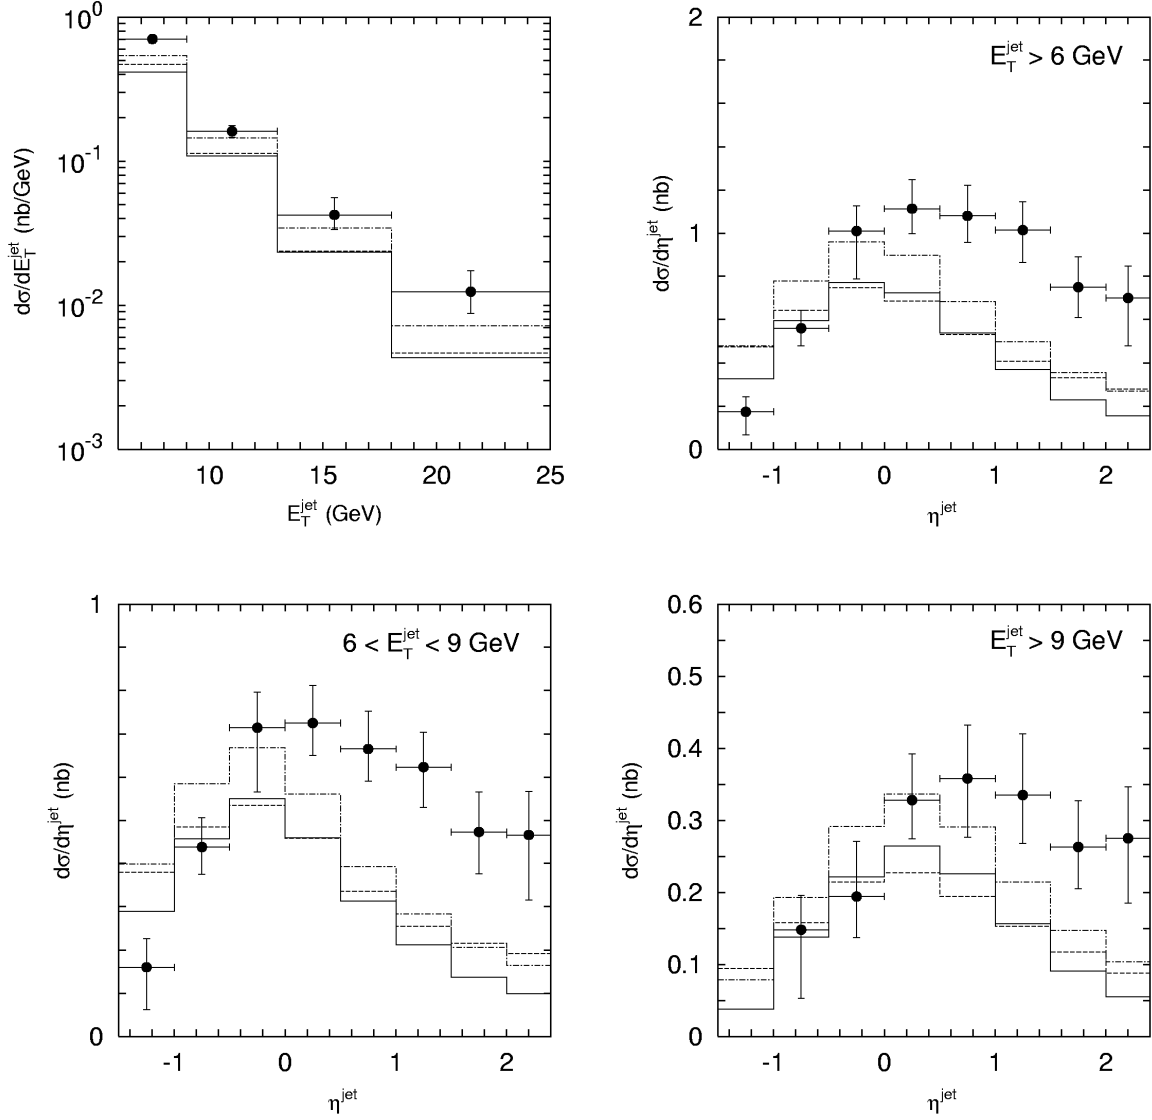 10^0
10^-1
10^-2
10^-3
dσ/dE_T^jet (nb/GeV)
10 15 20 25
E_T^jet (GeV)
E_T^jet > 6 GeV
2
1
0
dσ/dη^jet (nb)
-1 0 1 2
η^jet
6 < E_T^jet < 9 GeV
1
0
dσ/dη^jet (nb)
-1 0 1 2
η^jet
E_T^jet > 9 GeV
0.6
0.5
0.4
0.3
0.2
0.1
0
dσ/dη^jet (nb)
-1 0 1 2
η^jet